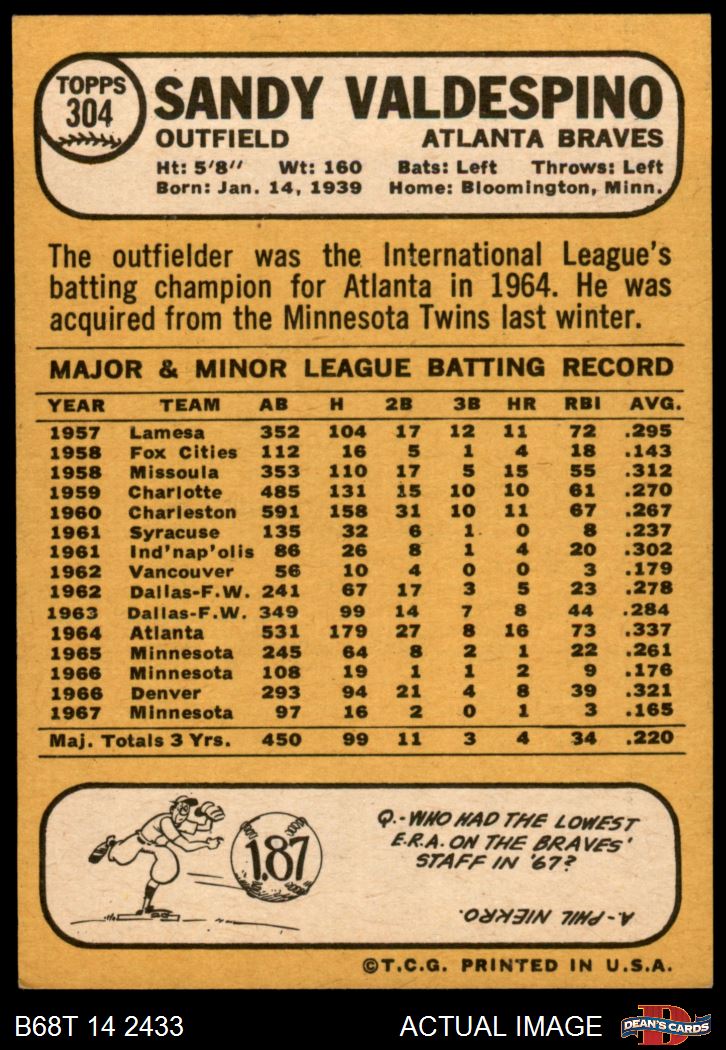 TOPPS
304
SANDY VALDESPINO
OUTFIELD ATLANTA BRAVES
Ht: 5'8" Wt: 160 Bats: Left Throws: Left
Born: Jan. 14, 1939 Home: Bloomington, Minn.
The outfielder was the International League's
batting champion for Atlanta in 1964. He was
acquired from the Minnesota Twins last winter.
MAJOR & MINOR LEAGUE BATTING RECORD
YEAR TEAM AB H 2B 3B HR RBI AVG.
1957 Lamesa 352 104 17 12 11 72 .295
1958 Fox Cities 112 16 5 1 4 18 .143
1958 Missoula 353 110 17 5 15 55 .312
1959 Charlotte 485 131 15 10 10 61 .270
1960 Charleston 591 158 31 10 11 67 .267
1961 Syracuse 135 32 6 1 0 8 .237
1961 Ind'nap'olis 86 26 8 1 4 20 .302
1962 Vancouver 56 10 4 0 0 3 .179
1962 Dallas-F.W. 241 67 17 3 5 23 .278
1963 Dallas-F.W. 349 99 14 7 8 44 .284
1964 Atlanta 531 179 27 8 16 73 .337
1965 Minnesota 245 64 8 2 1 22 .261
1966 Minnesota 108 19 1 1 2 9 .176
1966 Denver 293 94 21 4 8 39 .321
1967 Minnesota 97 16 2 0 1 3 .165
Maj. Totals 3 Yrs. 450 99 11 3 4 34 .220
1.87
Q.-WHO HAD THE LOWEST
E.R.A. ON THE BRAVES'
STAFF IN '67?
A-PHIL NIEKRO.
©T.C.G. PRINTED IN U.S.A.
B68T 14 2433 ACTUAL IMAGE
D
DEAN'S CARDS